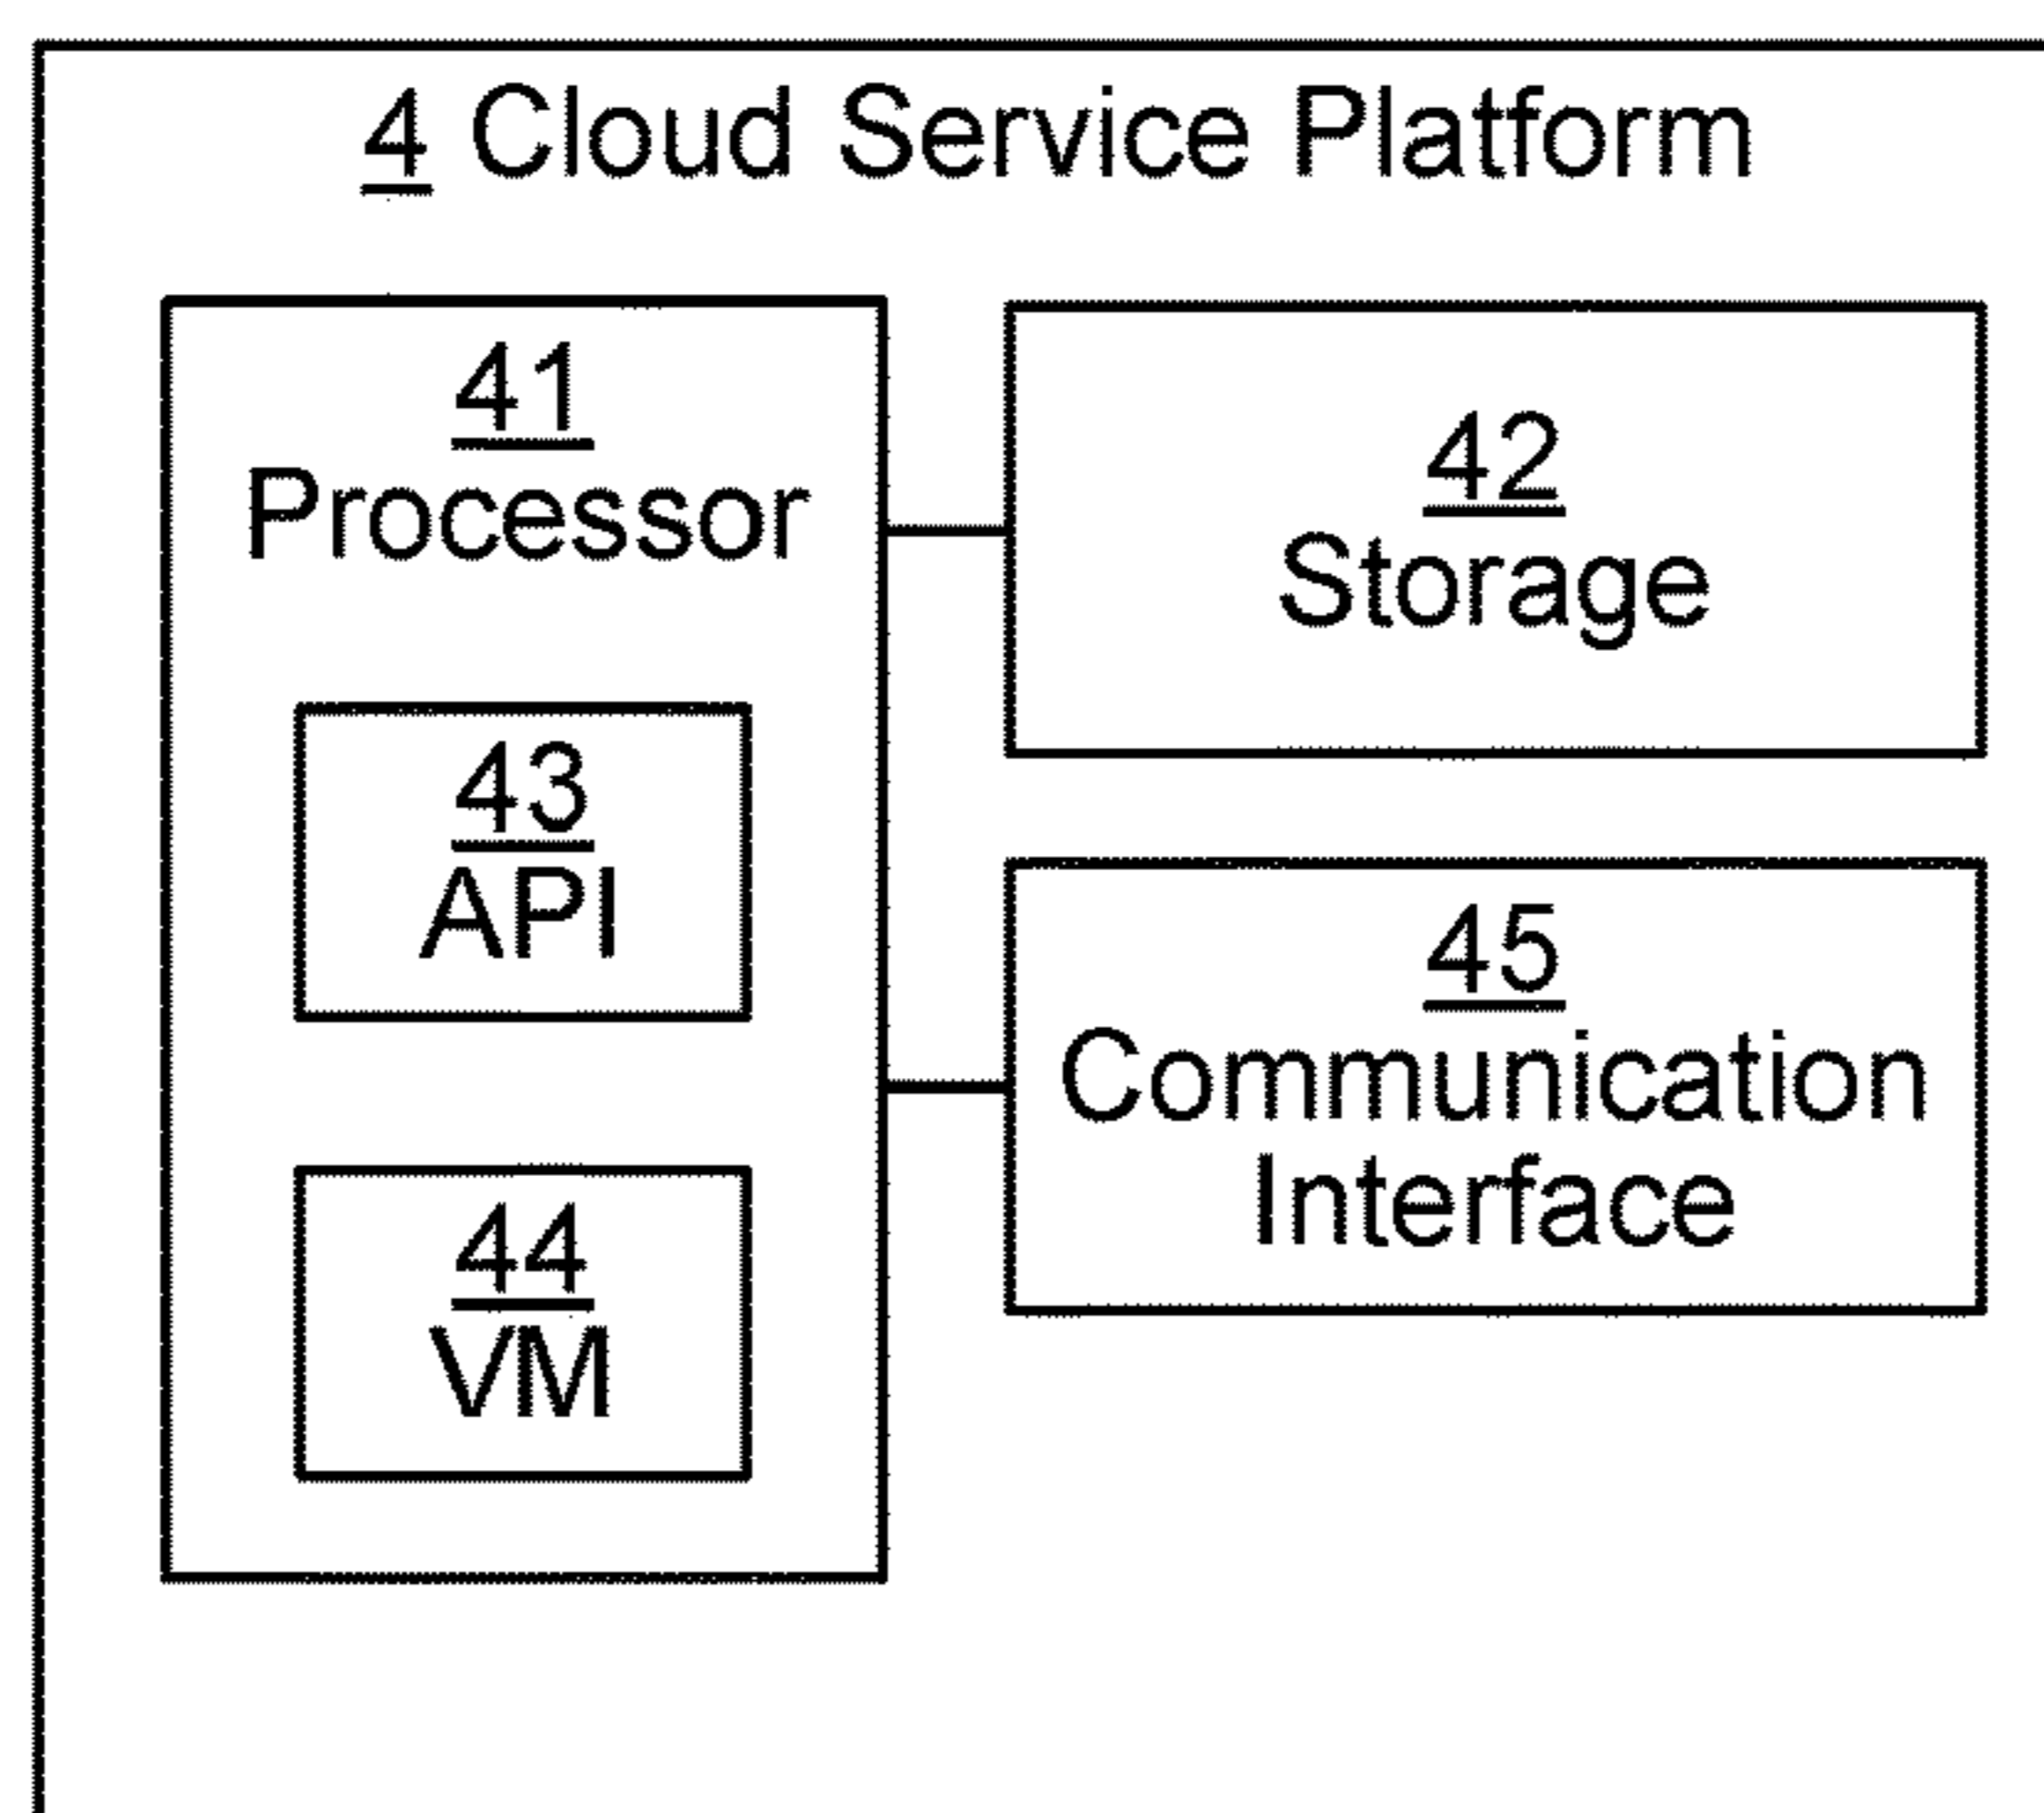 4 Cloud Service Platform
41
Processor
43
API
44
VM
42
Storage
45
Communication
Interface